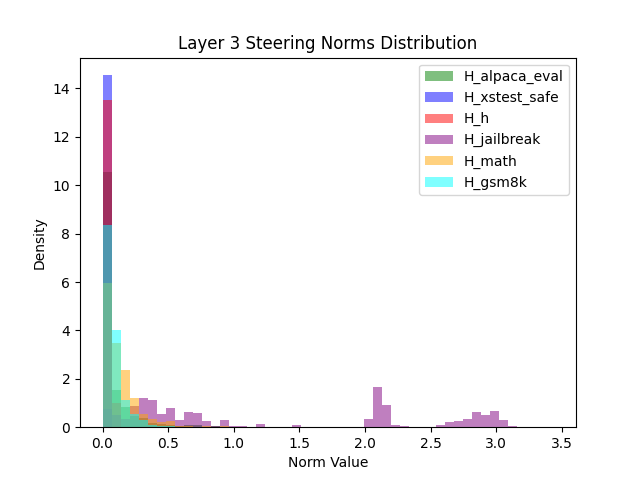 Layer 3 Steering Norms Distribution
H_alpaca_eval
H_xstest_safe
H_h
H_jailbreak
H_math
H_gsm8k
Density
14
12
10
8
6
4
2
0
0.0 0.5 1.0 1.5 2.0 2.5 3.0 3.5
Norm Value